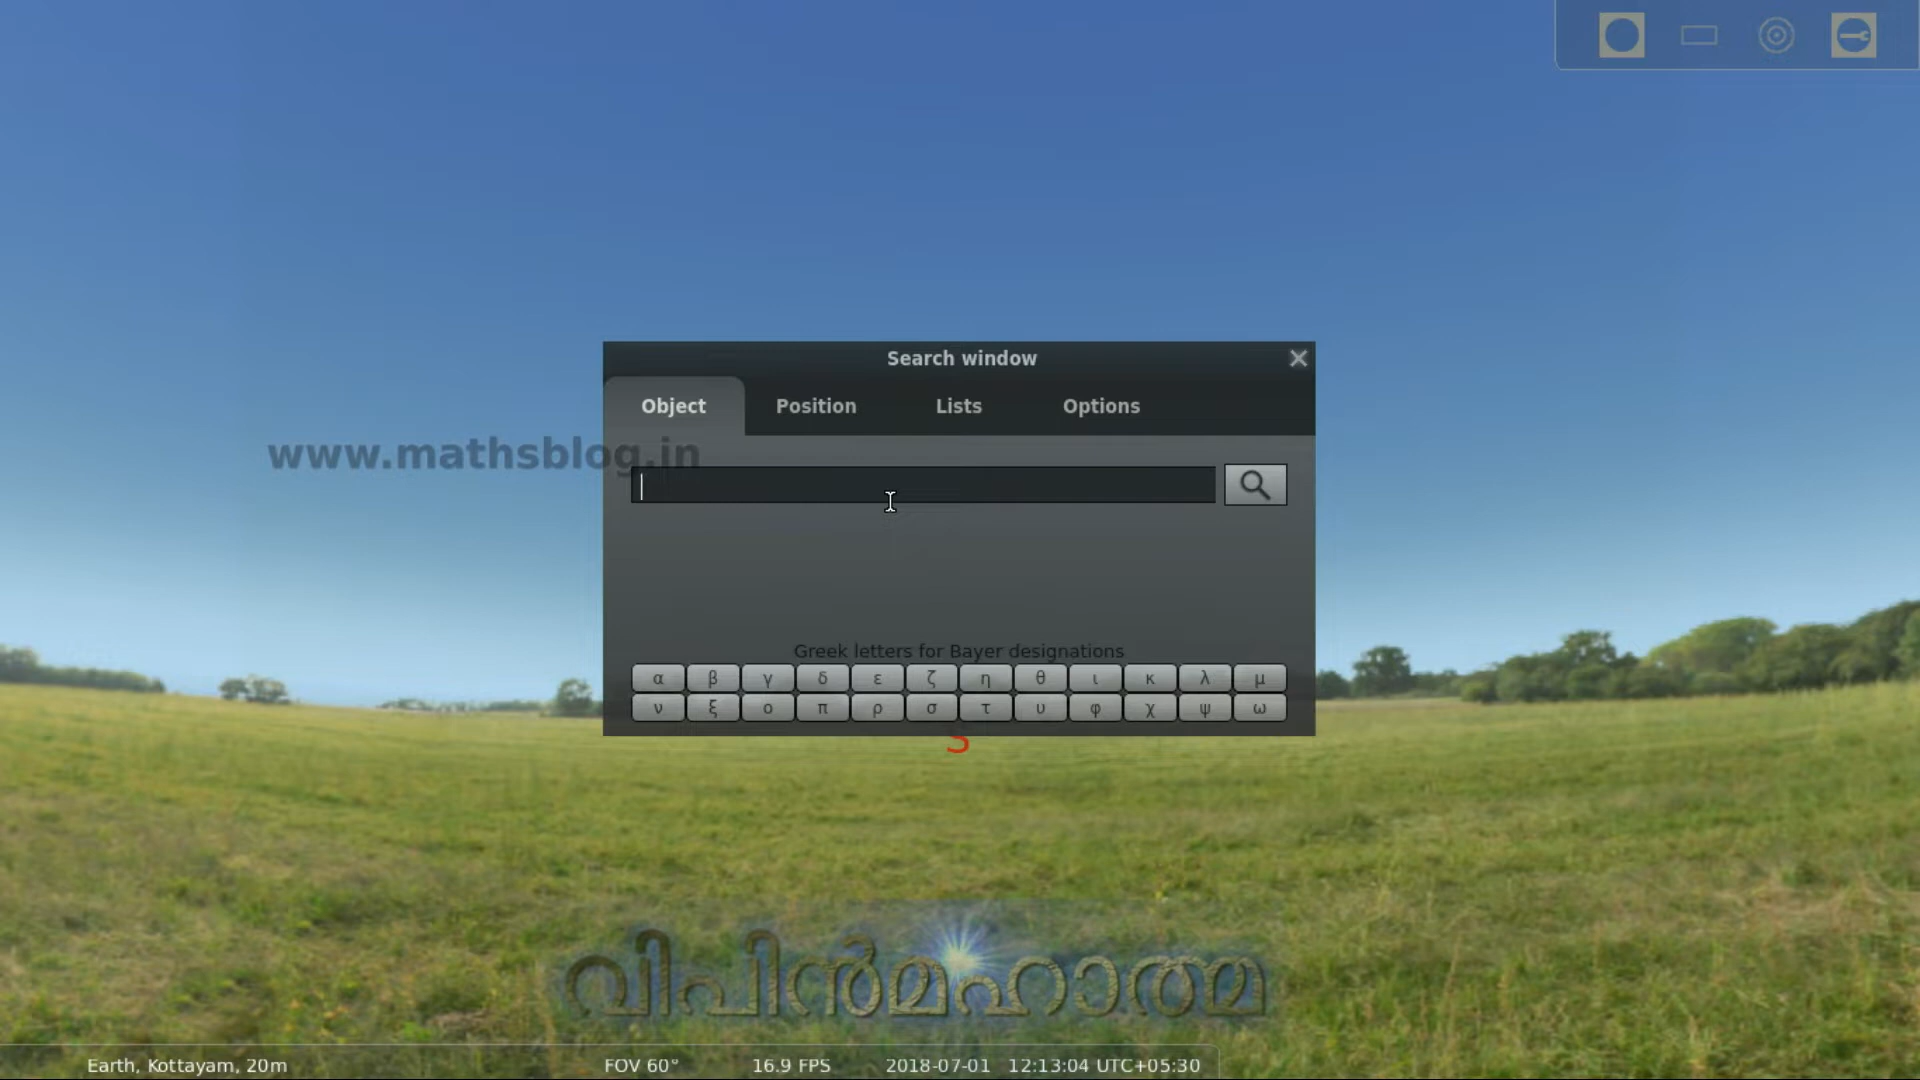 Search window
Object Position Lists Options
www.mathsblog.in
Greek letters for Bayer designations
α β γ δ ε ζ η θ ι κ λ μ
ν ξ ο π ρ σ τ υ φ χ ψ ω
S
വിപിൻമഹാത്മ
Earth, Kottayam, 20m FOV 60° 16.9 FPS 2018-07-01 12:13:04 UTC+05:30